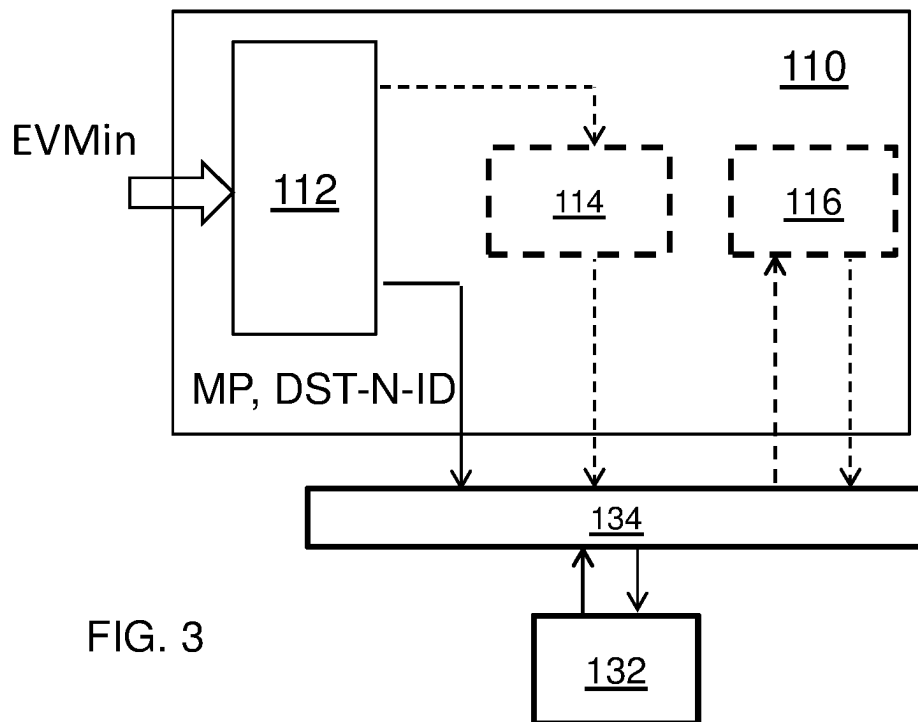 110
EVMin
112
114
116
MP, DST-N-ID
134
FIG. 3
132